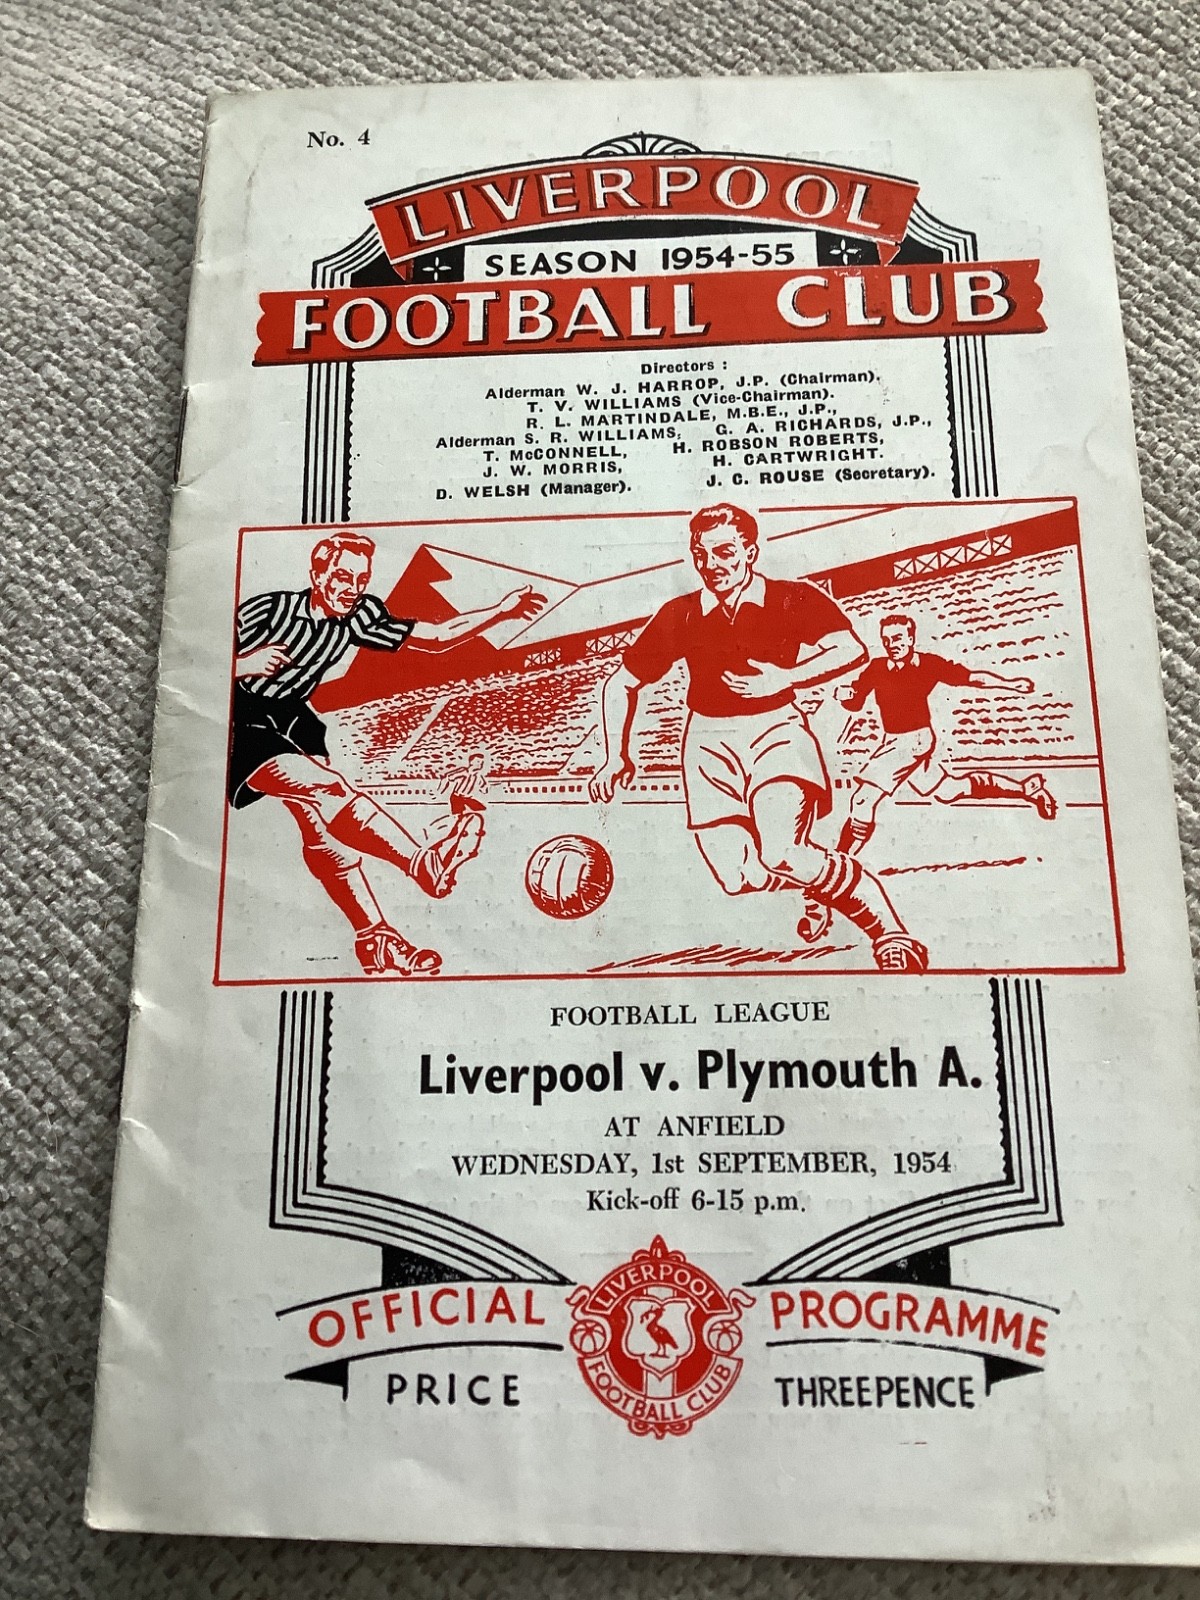 No. 4
LIVERPOOL
SEASON 1954-55
FOOTBALL CLUB
Directors :
Alderman W. J. HARROP, J.P. (Chairman).
T. V. WILLIAMS (Vice-Chairman).
R. L. MARTINDALE, M.B.E., J.P.,
Alderman S. R. WILLIAMS, G. A. RICHARDS, J.P.,
T. McCONNELL, H. ROBSON ROBERTS,
J. W. MORRIS, H. CARTWRIGHT.
D. WELSH (Manager). J. C. ROUSE (Secretary).
FOOTBALL LEAGUE
Liverpool v. Plymouth A.
AT ANFIELD
WEDNESDAY, 1st SEPTEMBER, 1954
Kick-off 6-15 p.m.
OFFICIAL PROGRAMME
LIVERPOOL
FOOTBALL CLUB
PRICE THREEPENCE